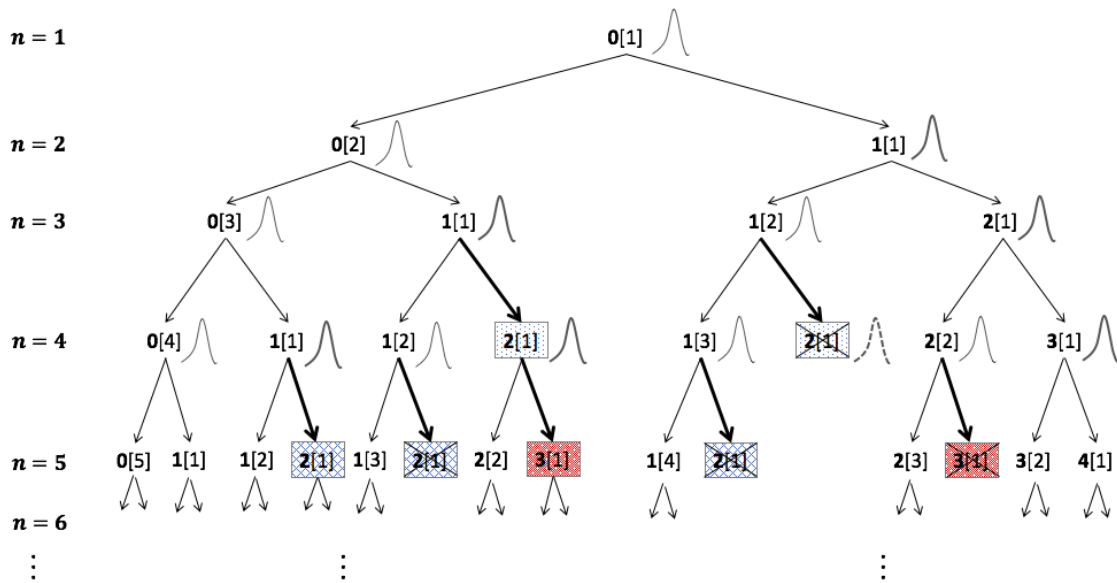 n = 1 0[1]
n = 2 0[2] 1[1]
n = 3 0[3] 1[1] 1[2] 2[1]
n = 4 0[4] 1[1] 1[2] 2[1] 1[3] 2[1] 2[2] 3[1]
n = 5 0[5] 1[1] 1[2] 2[1] 1[3] 2[1] 2[2] 3[1] 1[4] 2[1] 2[3] 3[1] 3[2] 4[1]
n = 6
⋮ ⋮ ⋮